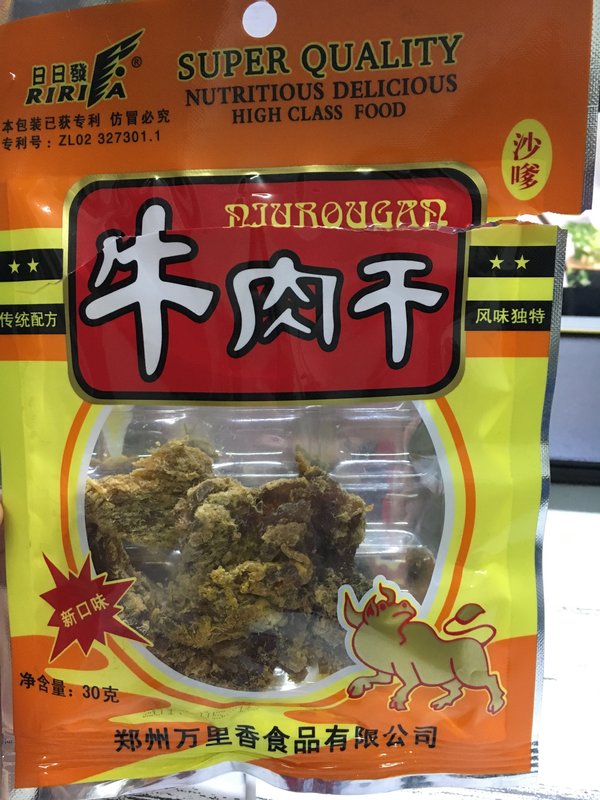 日日發
RIRIFA®
SUPER QUALITY
NUTRITIOUS DELICIOUS
HIGH CLASS FOOD
本包装已获专利 仿冒必究
专利号：ZL02 327301.1
沙嗲
NIUROUGAN
牛肉干
传统配方
风味独特
新口味
净含量：30克
郑州万里香食品有限公司